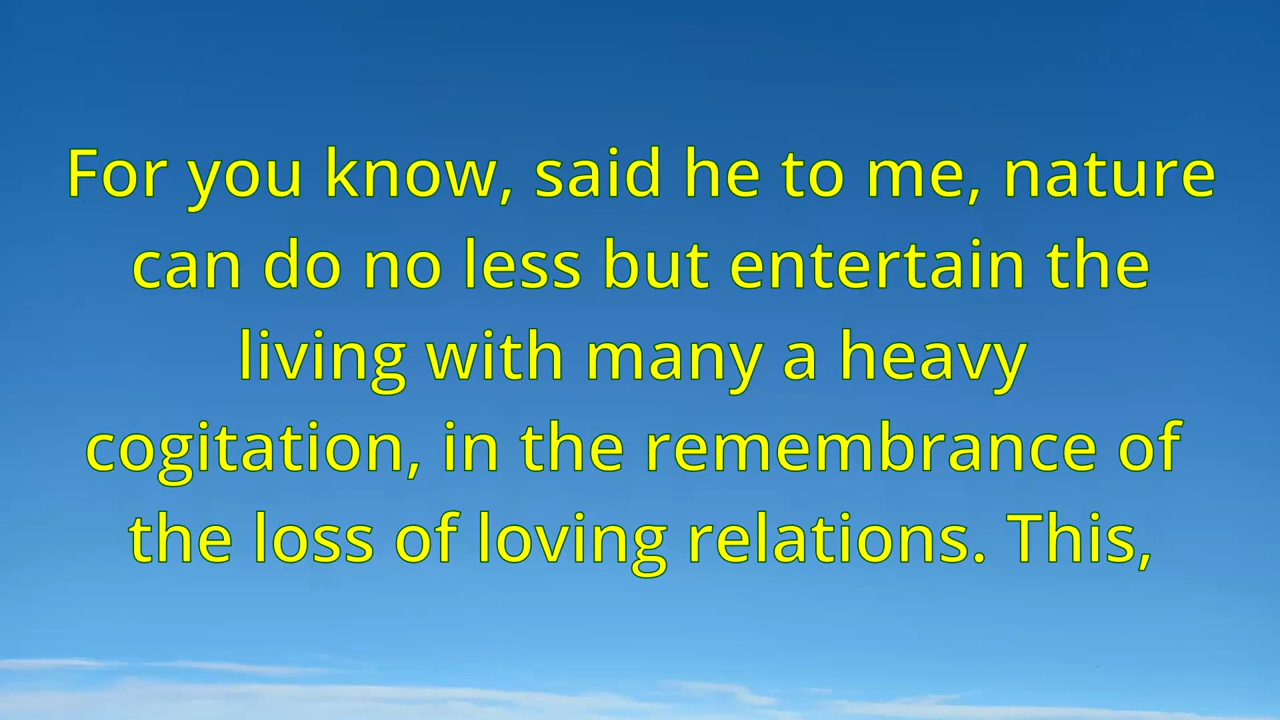 For you know, said he to me, nature
can do no less but entertain the
living with many a heavy
cogitation, in the remembrance of
the loss of loving relations. This,